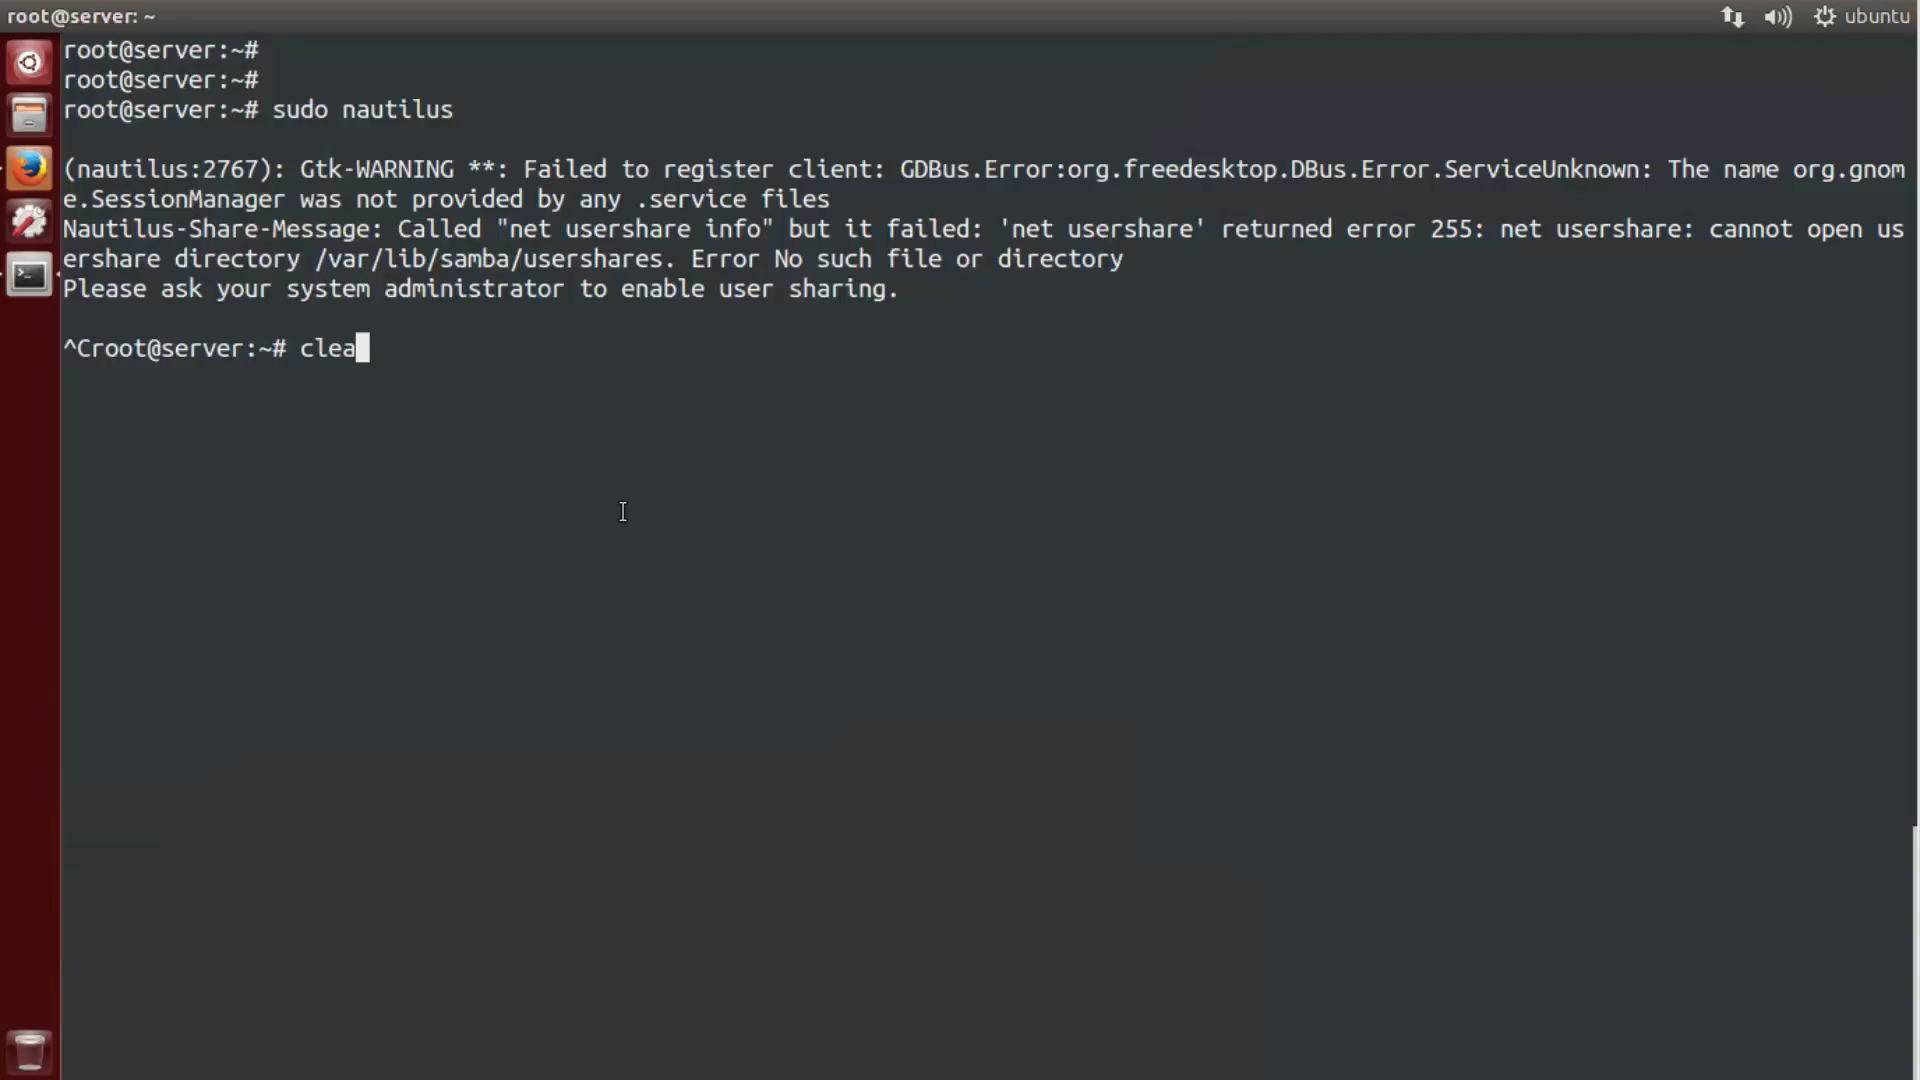 root@server: ~
ubuntu
root@server:~#
root@server:~#
root@server:~# sudo nautilus
(nautilus:2767): Gtk-WARNING **: Failed to register client: GDBus.Error:org.freedesktop.DBus.Error.ServiceUnknown: The name org.gnom
e.SessionManager was not provided by any .service files
Nautilus-Share-Message: Called "net usershare info" but it failed: 'net usershare' returned error 255: net usershare: cannot open us
ershare directory /var/lib/samba/usershares. Error No such file or directory
Please ask your system administrator to enable user sharing.
^Croot@server:~# clea